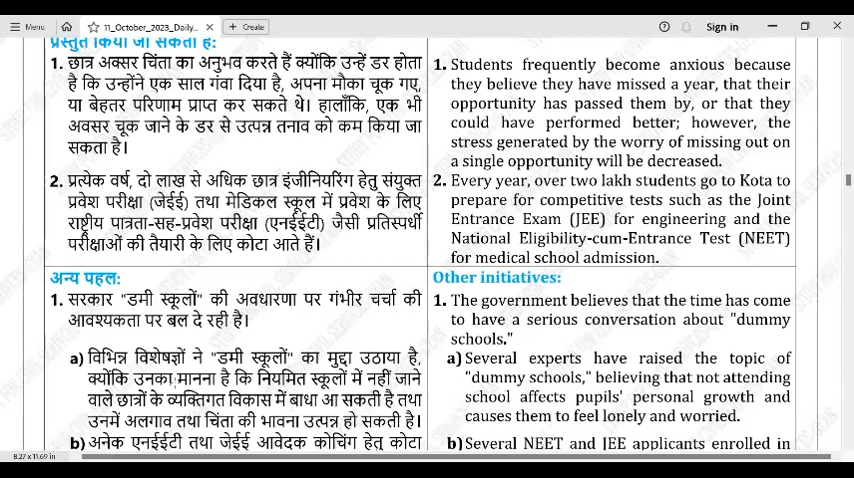 Menu
11_October_2023_Daily...
Create
Sign in
प्रस्तुत किया जा सकता है:
1. छात्र अक्सर चिंता का अनुभव करते हैं क्योंकि उन्हें डर होता
है कि उन्होंने एक साल गंवा दिया है, अपना मौका चूक गए,
या बेहतर परिणाम प्राप्त कर सकते थे। हालाँकि, एक भी
अवसर चूक जाने के डर से उत्पन्न तनाव को कम किया जा
सकता है।
2. प्रत्येक वर्ष, दो लाख से अधिक छात्र इंजीनियरिंग हेतु संयुक्त
प्रवेश परीक्षा (जेईई) तथा मेडिकल स्कूल में प्रवेश के लिए
राष्ट्रीय पात्रता-सह-प्रवेश परीक्षा (एनईईटी) जैसी प्रतिस्पर्धी
परीक्षाओं की तैयारी के लिए कोटा आते हैं।
1. Students frequently become anxious because
they believe they have missed a year, that their
opportunity has passed them by, or that they
could have performed better; however, the
stress generated by the worry of missing out on
a single opportunity will be decreased.
2. Every year, over two lakh students go to Kota to
prepare for competitive tests such as the Joint
Entrance Exam (JEE) for engineering and the
National Eligibility-cum-Entrance Test (NEET)
for medical school admission.
अन्य पहल:
1. सरकार "डमी स्कूलों" की अवधारणा पर गंभीर चर्चा की
आवश्यकता पर बल दे रही है।
a) विभिन्न विशेषज्ञों ने "डमी स्कूलों" का मुद्दा उठाया है,
क्योंकि उनका मानना है कि नियमित स्कूलों में नहीं जाने
वाले छात्रों के व्यक्तिगत विकास में बाधा आ सकती है तथा
उनमें अलगाव तथा चिंता की भावना उत्पन्न हो सकती है।
b) अनेक एनईईटी तथा जेईई आवेदक कोचिंग हेतु कोटा
Other initiatives:
1. The government believes that the time has come
to have a serious conversation about "dummy
schools."
a) Several experts have raised the topic of
"dummy schools," believing that not attending
school affects pupils' personal growth and
causes them to feel lonely and worried.
b) Several NEET and JEE applicants enrolled in
8.27 x 11.69 in